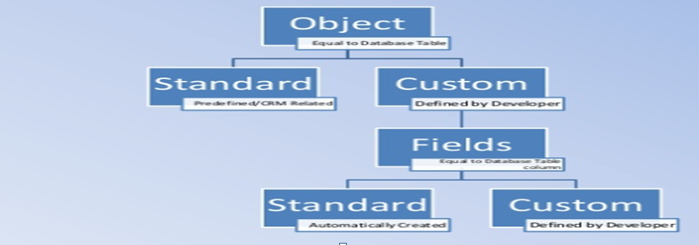 Object
Equal to Database Table
Standard
Custom
Predefined/CRM Related
Defined by Developer
Fields
Equal to Database Table
column
Standard
Custom
Automatically Created
Defined by Developer